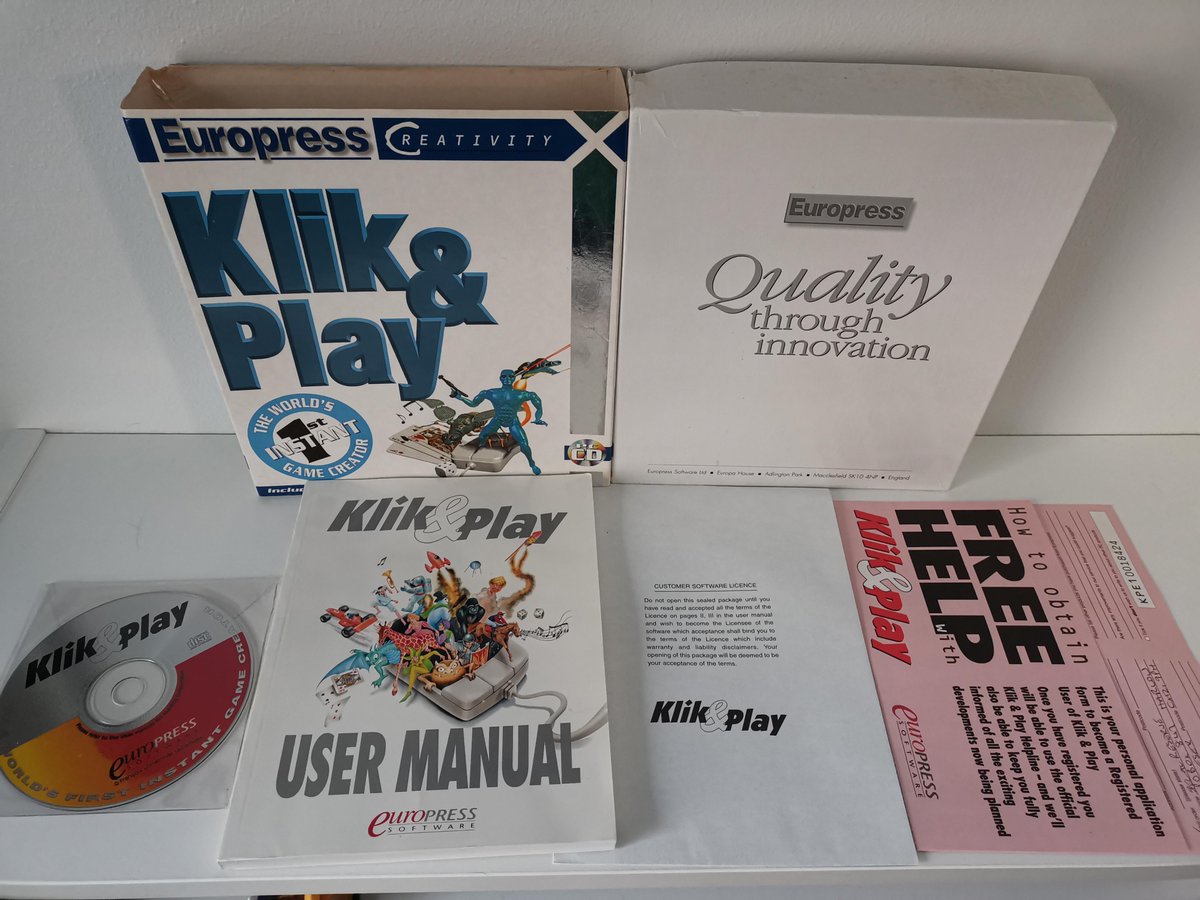 Europress
CREATIVITY
Klik
&
Play
THE WORLD'S
1st
INSTANT
GAME CREATOR
CD
Europress
Quality
through
innovation
Europress Software Ltd • Europa House • Adlington Park • Macclesfield SK10 4NP • England
Klik & Play
DISC
europress
WORLD'S FIRST INSTANT GAME CRE
Klik & Play
USER MANUAL
europress
SOFTWARE
CUSTOMER SOFTWARE LICENCE
Do not open this sealed package until you
have read and accepted all the terms of the
Licence on pages II, III in the user manual
and wish to become the Licensee of the
software which acceptance shall bind you to
the terms of the Licence which include
warranty and liability disclaimers. Your
opening of this package will be deemed to be
your acceptance of the terms.
Klik & Play
How to obtain
FREE
HELP with
Klik & Play
This is your personal application
form to become a Registered
User of Klik & Play
Once you have registered you
will be able to use the official
Klik & Play Helpline – and we'll
also be able to keep you fully
informed of all the exciting
developments now being planned
europress
SOFTWARE
KPE10018424